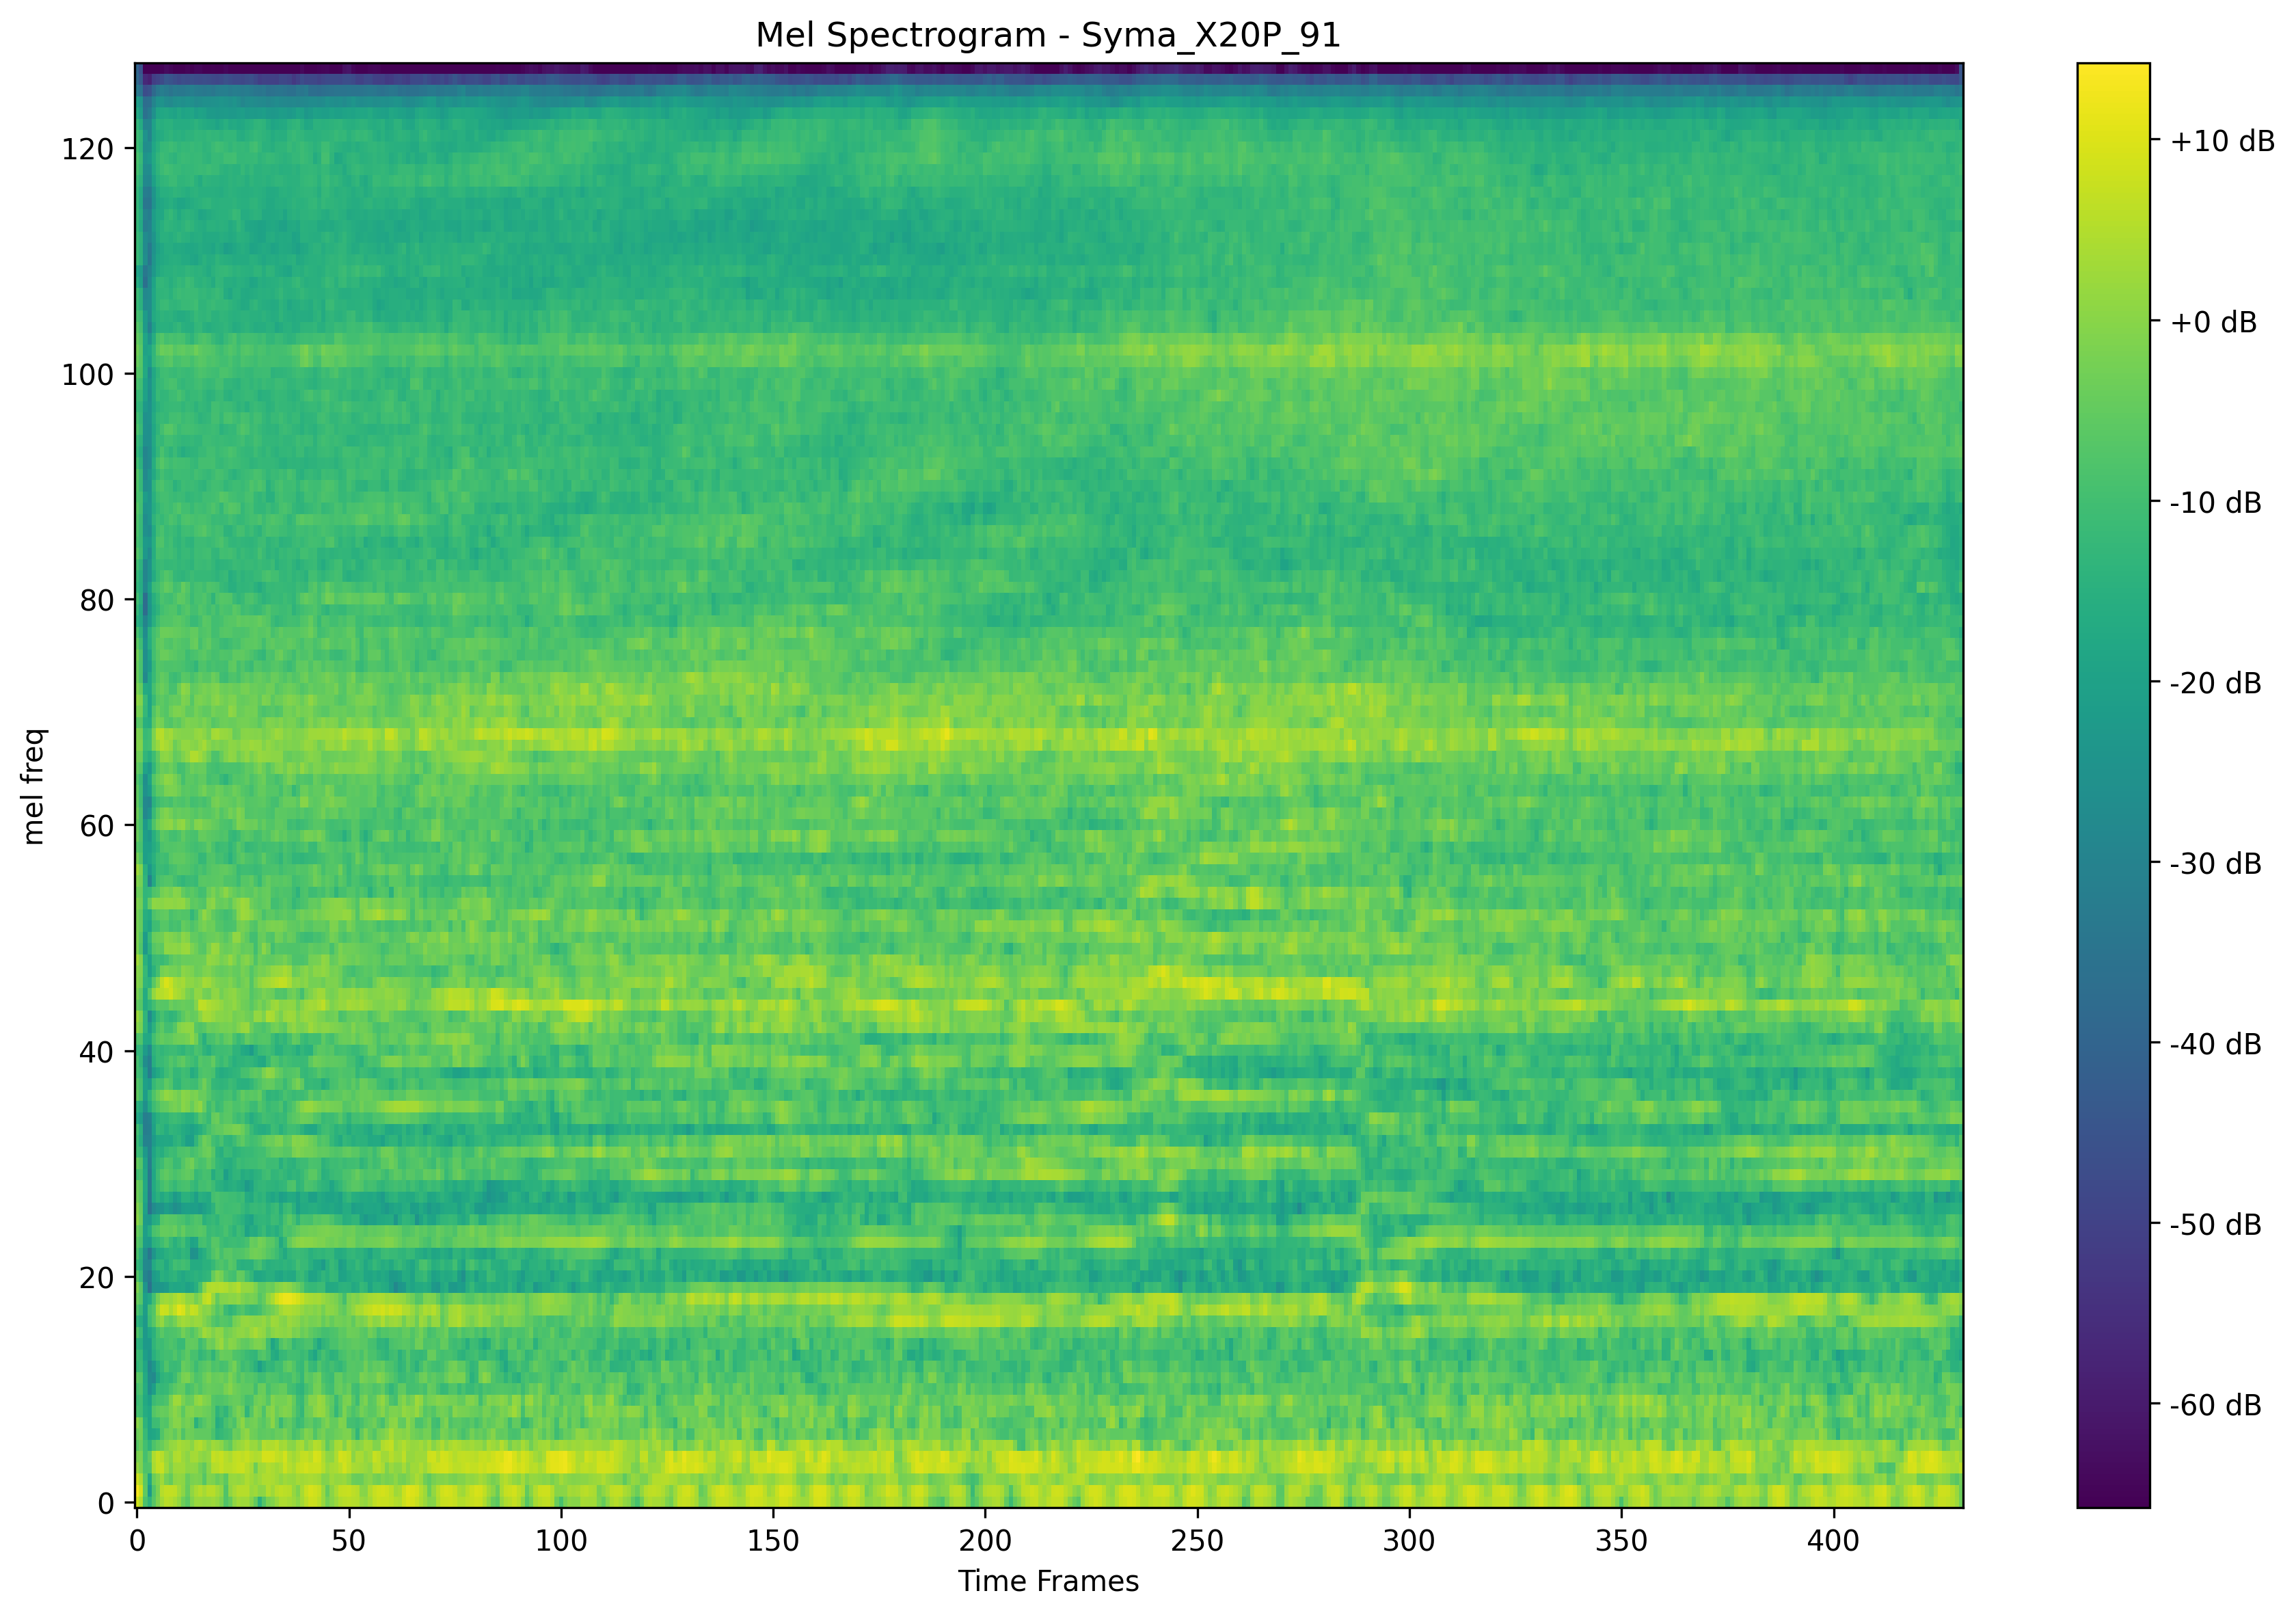 Mel Spectrogram - Syma_X20P_91
mel freq
120
100
80
60
40
20
0
0 50 100 150 200 250 300 350 400
Time Frames
+10 dB
+0 dB
-10 dB
-20 dB
-30 dB
-40 dB
-50 dB
-60 dB